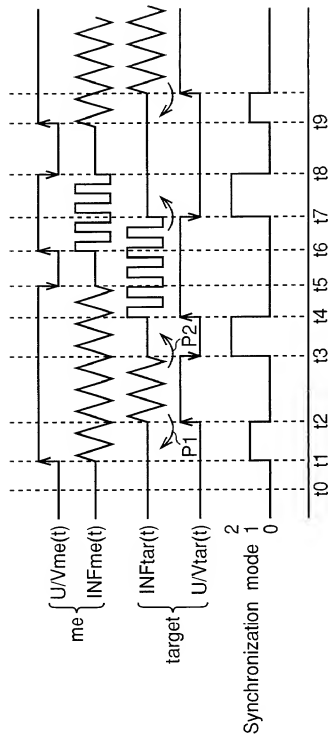 U/Vme(t)
me
INFme(t)
INFtar(t)
target
U/Vtar(t)
P1
P2
Synchronization mode
2
1
0
t0 t1 t2 t3 t4 t5 t6 t7 t8 t9